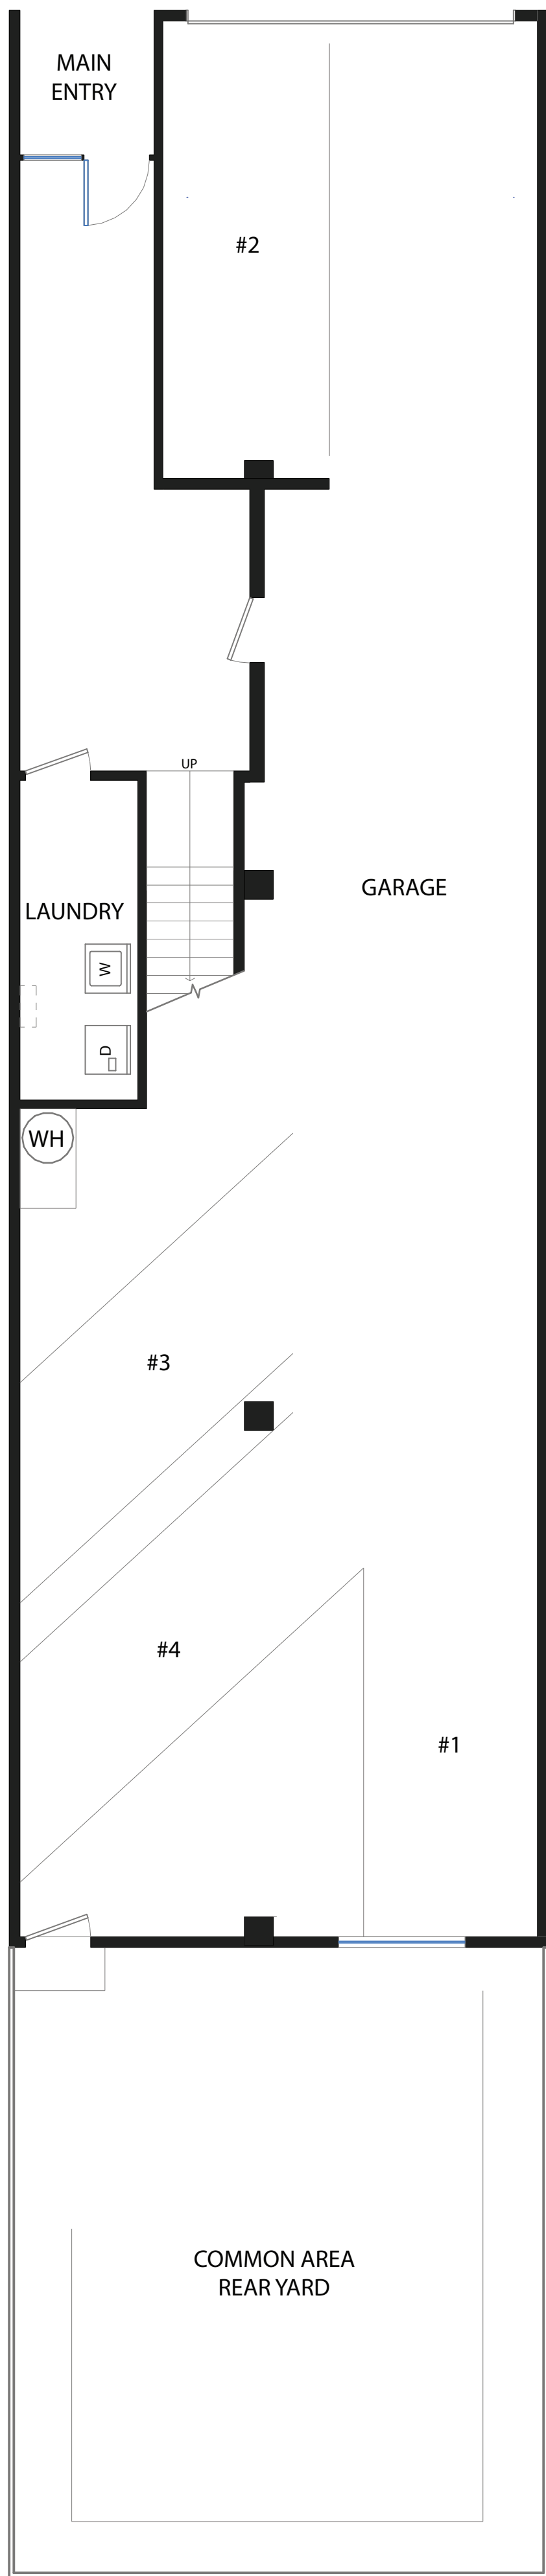 MAIN
ENTRY
#2
UP
GARAGE
LAUNDRY
W
D
WH
#3
#4
#1
COMMON AREA
REAR YARD